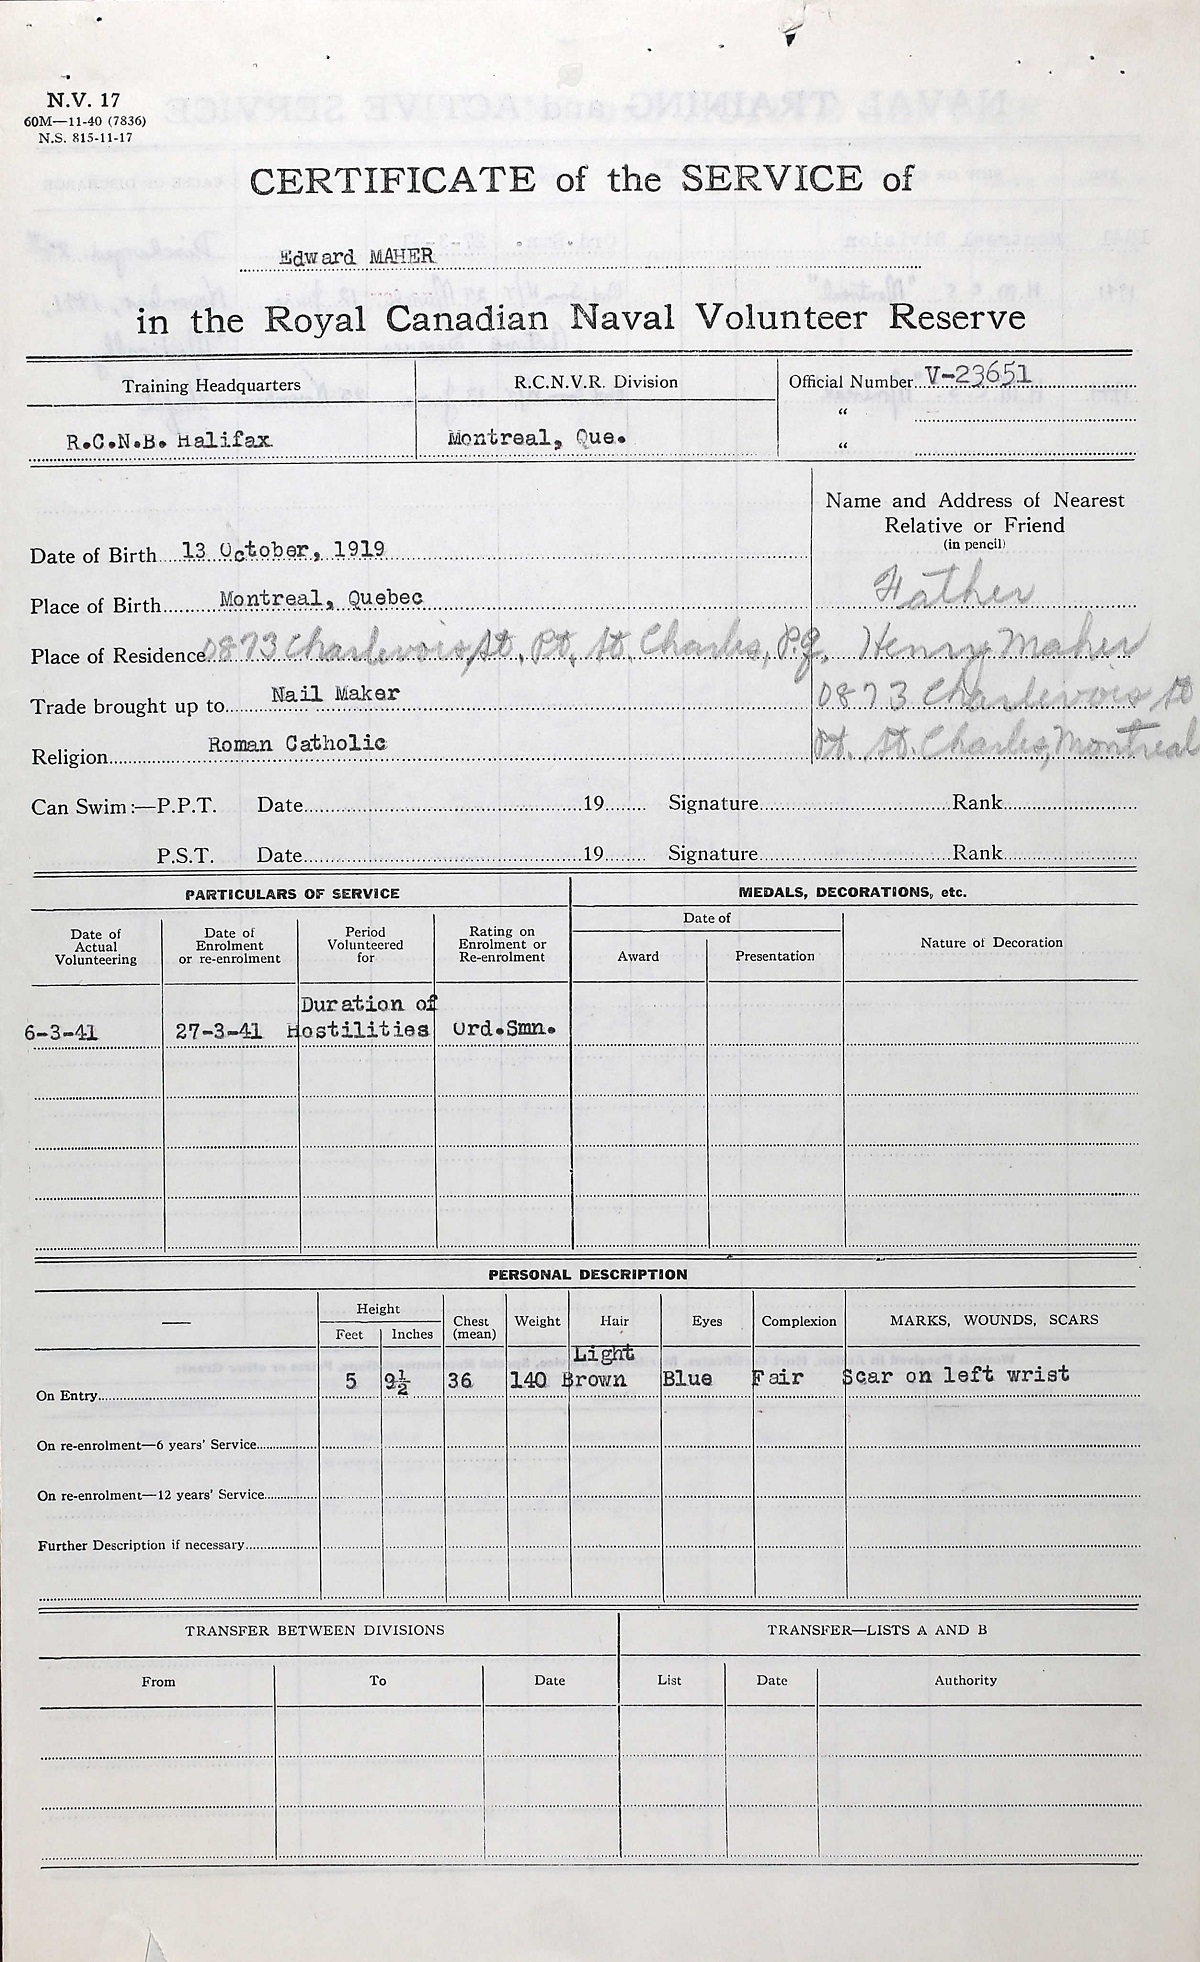 N.V. 17
60M—11-40 (7836)
N.S. 815-11-17
CERTIFICATE of the SERVICE of
Edward MAHER
in the Royal Canadian Naval Volunteer Reserve
Training Headquarters
R.C.N.V.R. Division
Official Number V-23651
“
“
R.C.N.B. Halifax
Montreal, Que.
Name and Address of Nearest
Relative or Friend
(in pencil)
Date of Birth 13 October, 1919
Father
Place of Birth Montreal, Quebec
Place of Residence 0873 Charlevois, St. Pt. St. Charles, P.Q.
Henry Maher
Trade brought up to Nail Maker
0873 Charlevois St
Religion Roman Catholic
Pt. St. Charles, Montreal
Can Swim:—P.P.T. Date 19 Signature Rank
P.S.T. Date 19 Signature Rank
PARTICULARS OF SERVICE
MEDALS, DECORATIONS, etc.
Date of
Actual
Volunteering
Date of
Enrolment
or re-enrolment
Period
Volunteered
for
Rating on
Enrolment or
Re-enrolment
Date of
Award
Presentation
Nature of Decoration
Duration of
6-3-41 27-3-41 Hostilities Ord.Smn.
PERSONAL DESCRIPTION
—
Height
Feet
Inches
Chest
(mean)
Weight
Hair
Eyes
Complexion
MARKS, WOUNDS, SCARS
Light
On Entry 5 9½ 36 140 Brown Blue Fair Scar on left wrist
On re-enrolment—6 years' Service
On re-enrolment—12 years' Service
Further Description if necessary
TRANSFER BETWEEN DIVISIONS
TRANSFER—LISTS A AND B
From
To
Date
List
Date
Authority